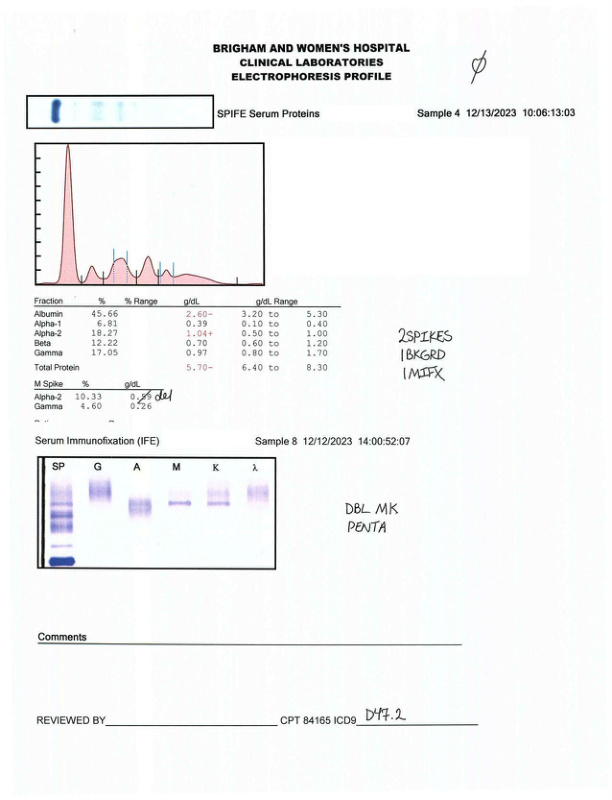 BRIGHAM AND WOMEN'S HOSPITAL
CLINICAL LABORATORIES
ELECTROPHORESIS PROFILE
SPIFE Serum Proteins Sample 4 12/13/2023 10:06:13:03
Fraction % % Range g/dL g/dL Range
Albumin 45.66 2.60- 3.20 to 5.30
Alpha-1 6.81 0.39 0.10 to 0.40
Alpha-2 18.27 1.04+ 0.50 to 1.00
Beta 12.22 0.70 0.60 to 1.20
Gamma 17.05 0.97 0.80 to 1.70
Total Protein 5.70- 6.40 to 8.30
2SPIKES
1BKGRD
1MIFX
M Spike % g/dL
Alpha-2 10.33 0.59 del
Gamma 4.60 0.26
Serum Immunofixation (IFE) Sample 8 12/12/2023 14:00:52:07
SP G A M K λ
DBL MK
PENTA
Comments
REVIEWED BY CPT 84165 ICD9 D47.2